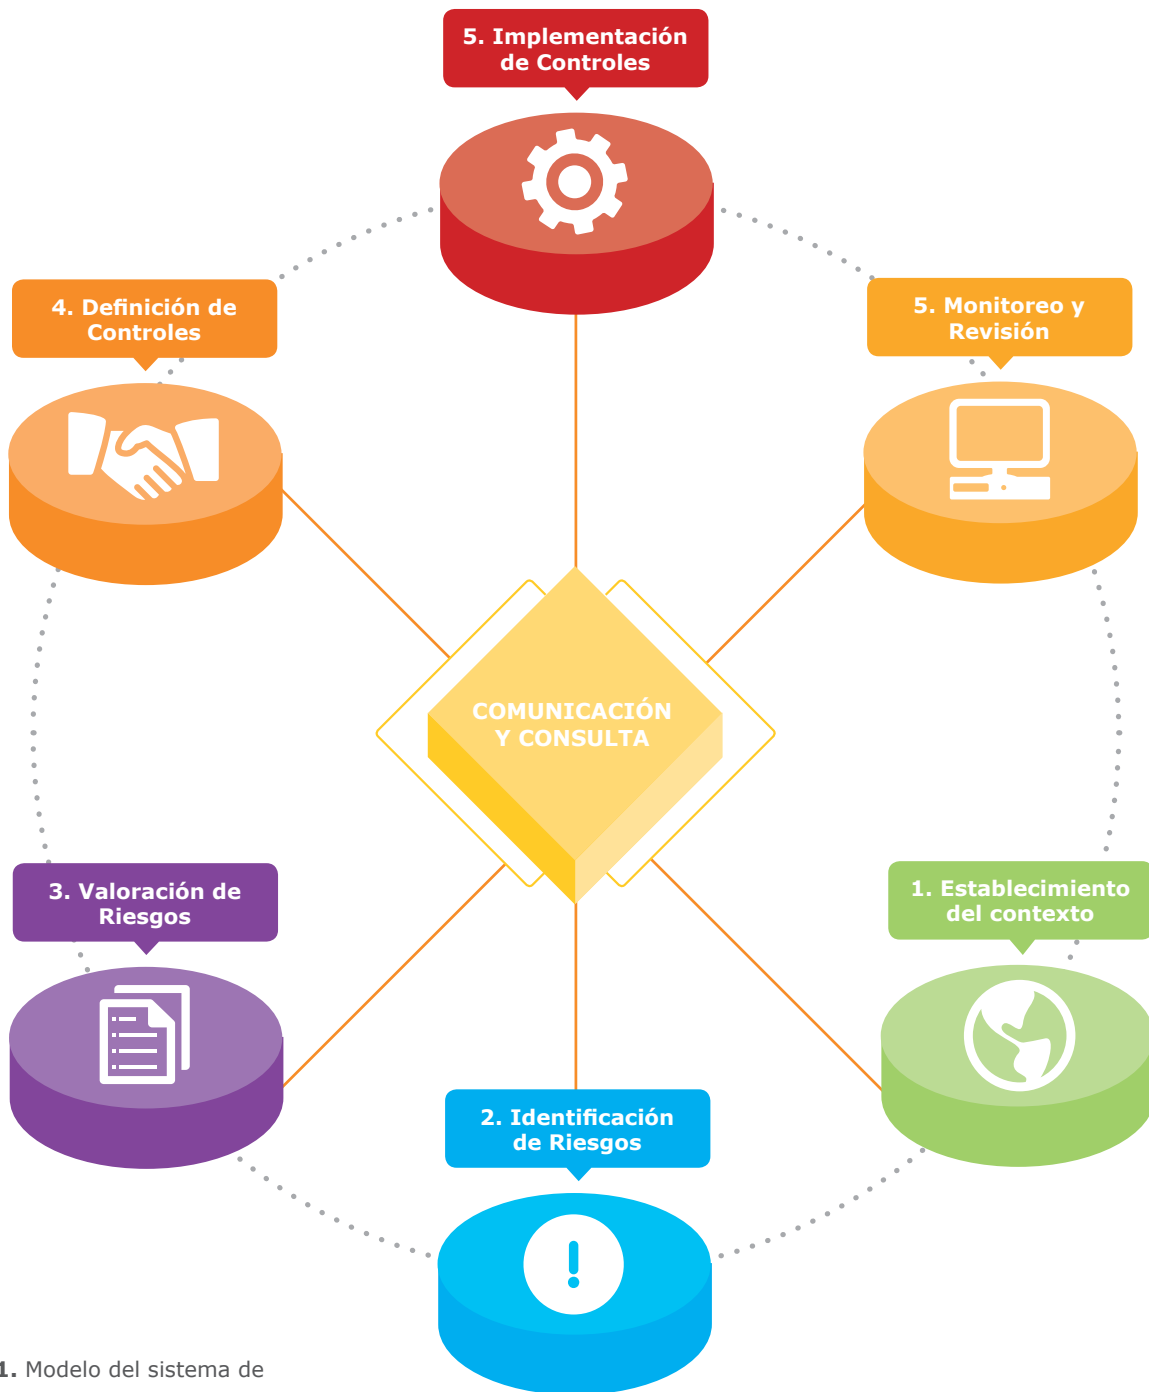 5. Implementación
de Controles
4. Definición de
Controles
5. Monitoreo y
Revisión
COMUNICACIÓN
Y CONSULTA
3. Valoración de
Riesgos
1. Establecimiento
del contexto
2. Identificación
de Riesgos
1. Modelo del sistema de